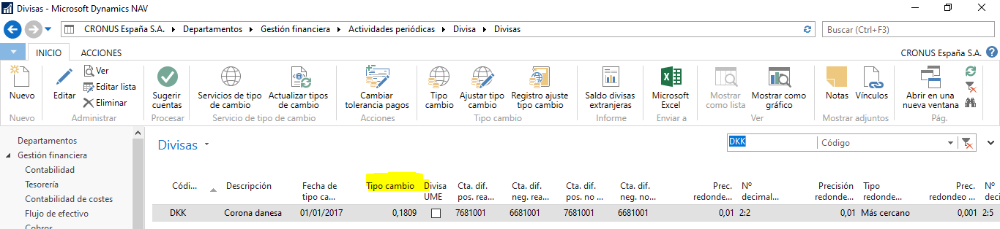 Divisas - Microsoft Dynamics NAV
CRONUS España S.A. Departamentos Gestión financiera Actividades periódicas Divisa Divisas
Buscar (Ctrl+F3)
INICIO ACCIONES
CRONUS España S.A.
Nuevo
Editar
Ver
Editar lista
Eliminar
Sugerir
cuentas
Servicios de tipo
de cambio
Actualizar tipos
de cambio
Cambiar
tolerancia pagos
Tipo
cambio
Ajustar tipo
cambio
Registro ajuste
tipo cambio
Saldo divisas
extranjeras
Microsoft
Excel
Mostrar
como lista
Mostrar como
gráfico
Notas
Vínculos
Abrir en una
nueva ventana
Nuevo Administrar Procesar Servicio de tipo de cambio Acciones Tipo cambio Informe Enviar a Ver Mostrar adjuntos Pág.
Departamentos
Gestión financiera
Contabilidad
Tesorería
Contabilidad de costes
Flujo de efectivo
Cobros
Divisas
DKK Código
Códi... Descripción Fecha de Tipo cambio Divisa Cta. dif. Cta. dif. Cta. dif. Cta. dif. Prec. Nº Precisión Tipo Prec. Nº
tipo ca... UME pos. rea... neg. rea... pos. no ... neg. no... redonde... decimal... redonde... redonde... redondeo ... decim
DKK Corona danesa 01/01/2017 0,1809 7681001 6681001 7681001 6681001 0,01 2:2 0,01 Más cercano 0,001 2:5